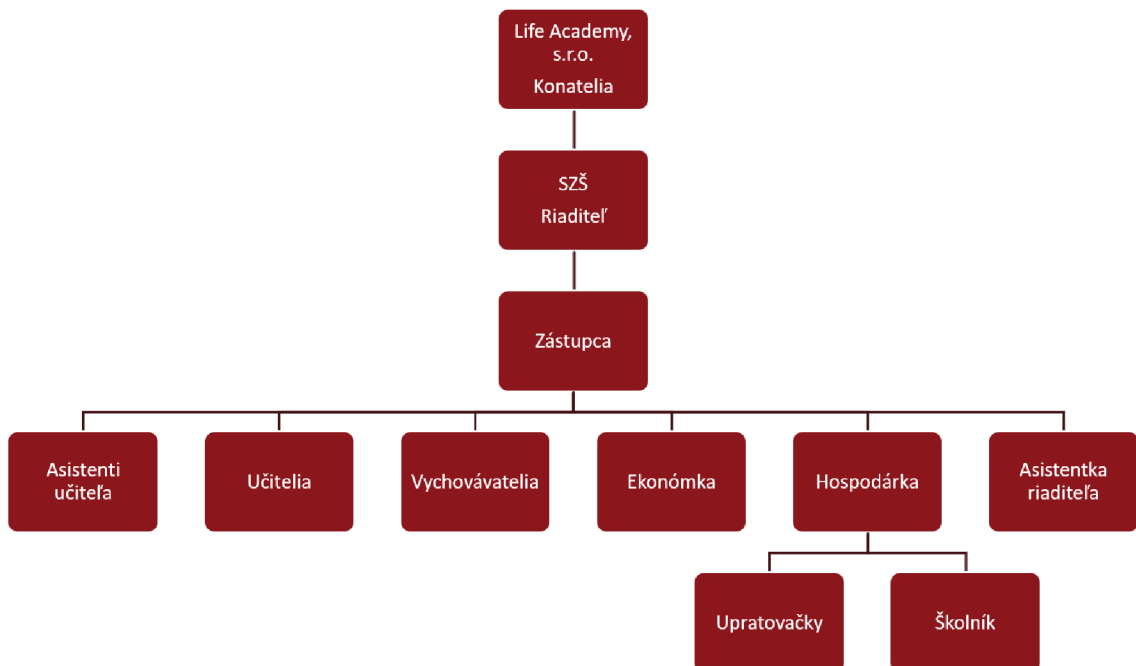 Life Academy,
s.r.o.
Konatelia
SZŠ
Riaditeľ
Zástupca
Asistenti
učiteľa
Učitelia
Vychovávatelia
Ekonómka
Hospodárka
Asistentka
riaditeľa
Upratovačky
Školník